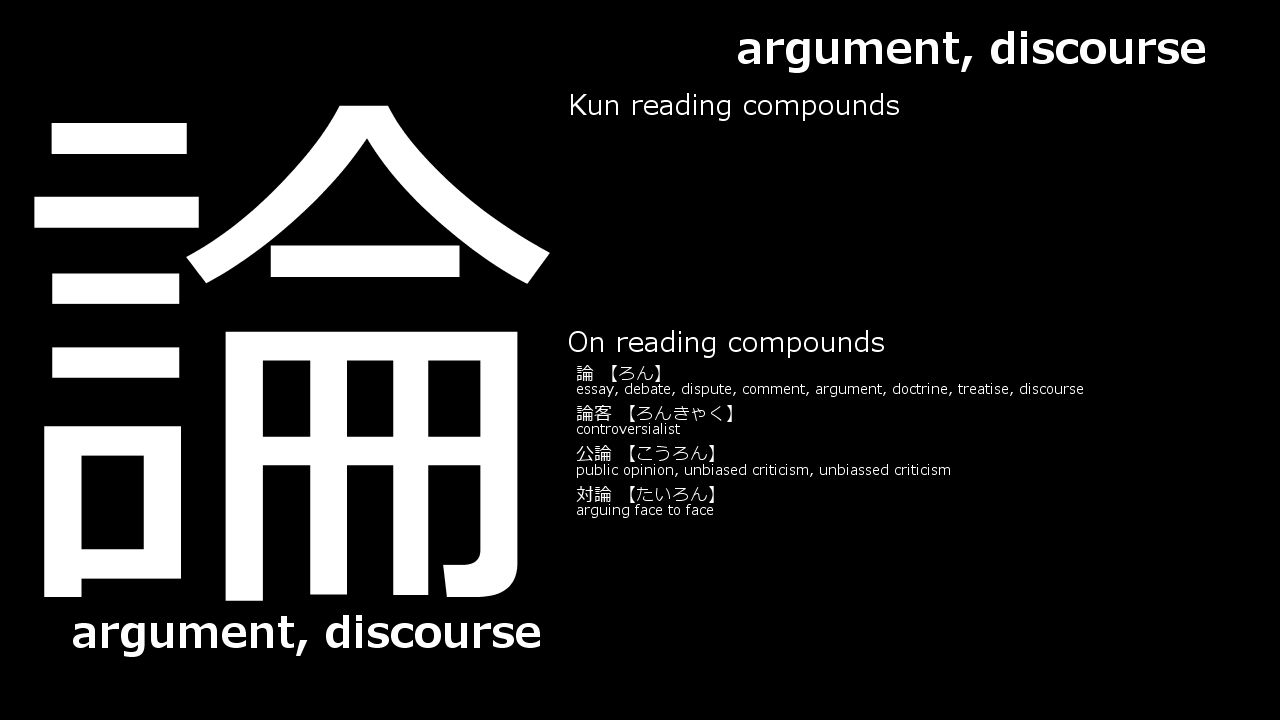 argument, discourse
Kun reading compounds
論
On reading compounds
論 【ろん】
essay, debate, dispute, comment, argument, doctrine, treatise, discourse
論客 【ろんきゃく】
controversialist
公論 【こうろん】
public opinion, unbiased criticism, unbiassed criticism
対論 【たいろん】
arguing face to face
argument, discourse